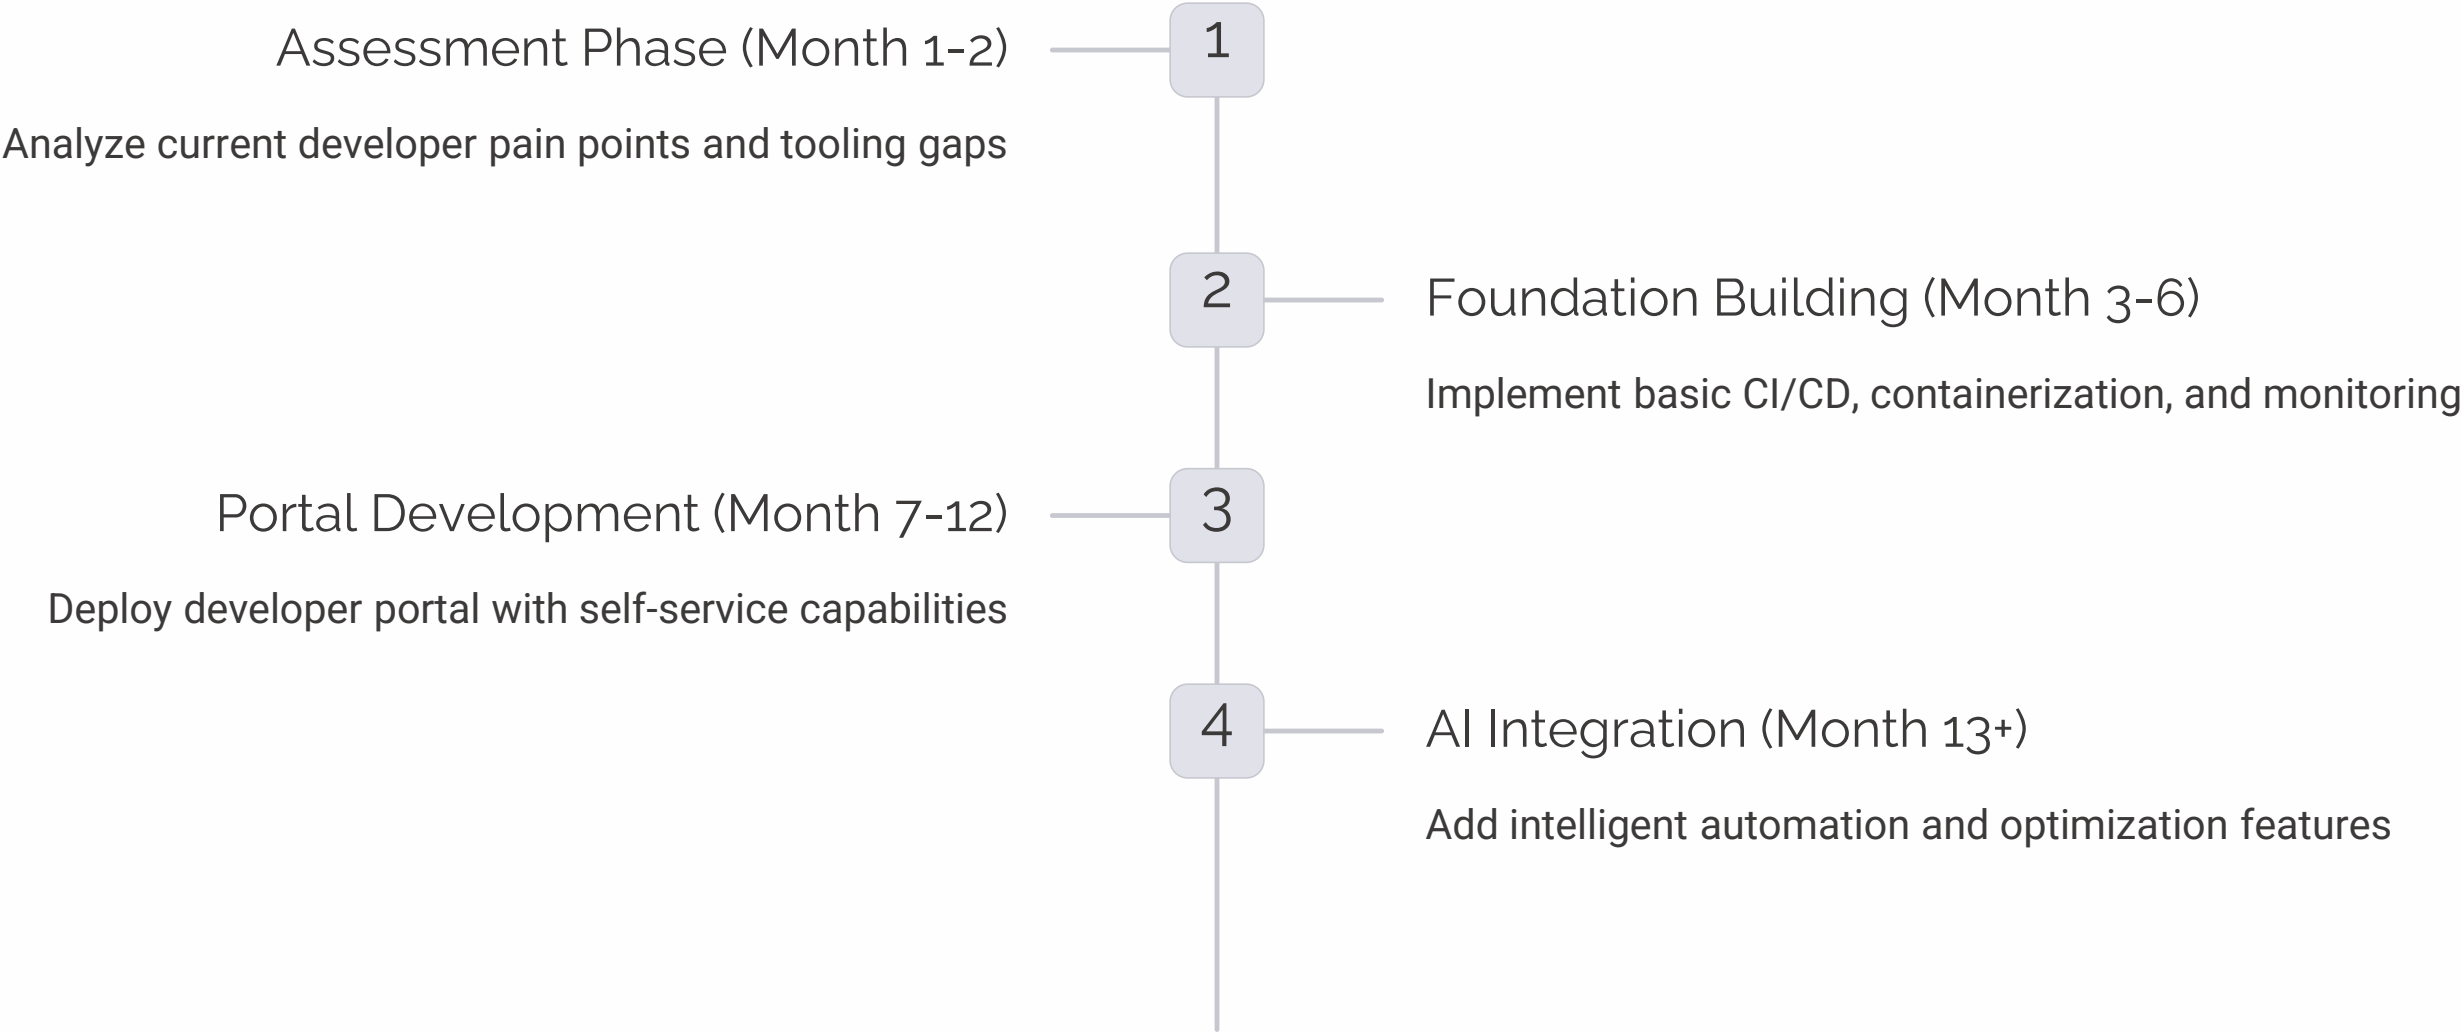 1
Assessment Phase (Month 1-2)
Analyze current developer pain points and tooling gaps
2
Foundation Building (Month 3-6)
Implement basic CI/CD, containerization, and monitoring
3
Portal Development (Month 7-12)
Deploy developer portal with self-service capabilities
4
AI Integration (Month 13+)
Add intelligent automation and optimization features